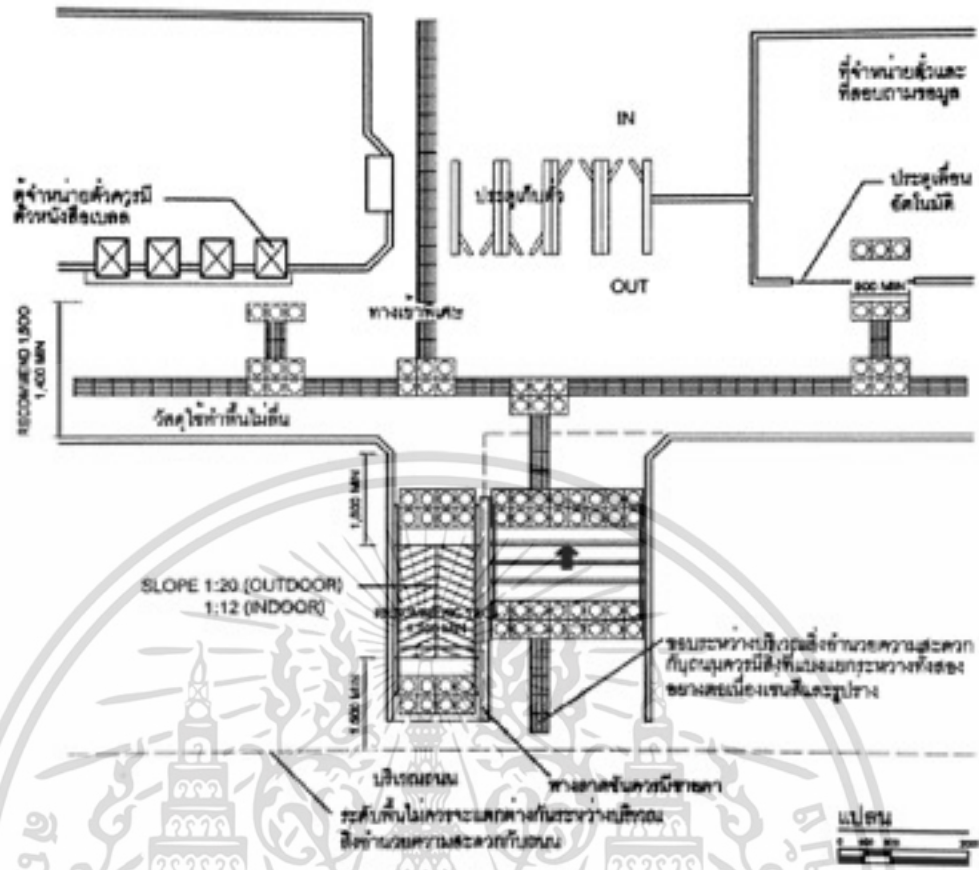 ที่จำหน่ายตั๋วและ
ที่สอบถามข้อมูล
IN
ประตูเลื่อน
อัตโนมัติ
ประตูเก็บตั๋ว
ตู้จำหน่ายตั๋วควรมี
ตัวหนังสือเบลล
OUT
900 MIN
ทางเข้าพิเศษ
RECOMMEND 1,800
1,400 MIN
วัสดุใช้ทำพื้นไม่ลื่น
1,500 MIN
SLOPE 1:20 (OUTDOOR)
1:12 (INDOOR)
ขอบระหว่างบริเวณสิ่งอำนวยความสะดวก
กับถนนควรมีสิ่งที่แบ่งแยกระหว่างทั้งสอง
อย่างต่อเนื่องเช่นสีและรูปร่าง
1,500 MIN
บริเวณถนน
ทางลาดชันควรมีชายคา
ระดับพื้นไม่ควรจะแตกต่างกันระหว่างบริเวณ
สิ่งอำนวยความสะดวกกับถนน
แปลน